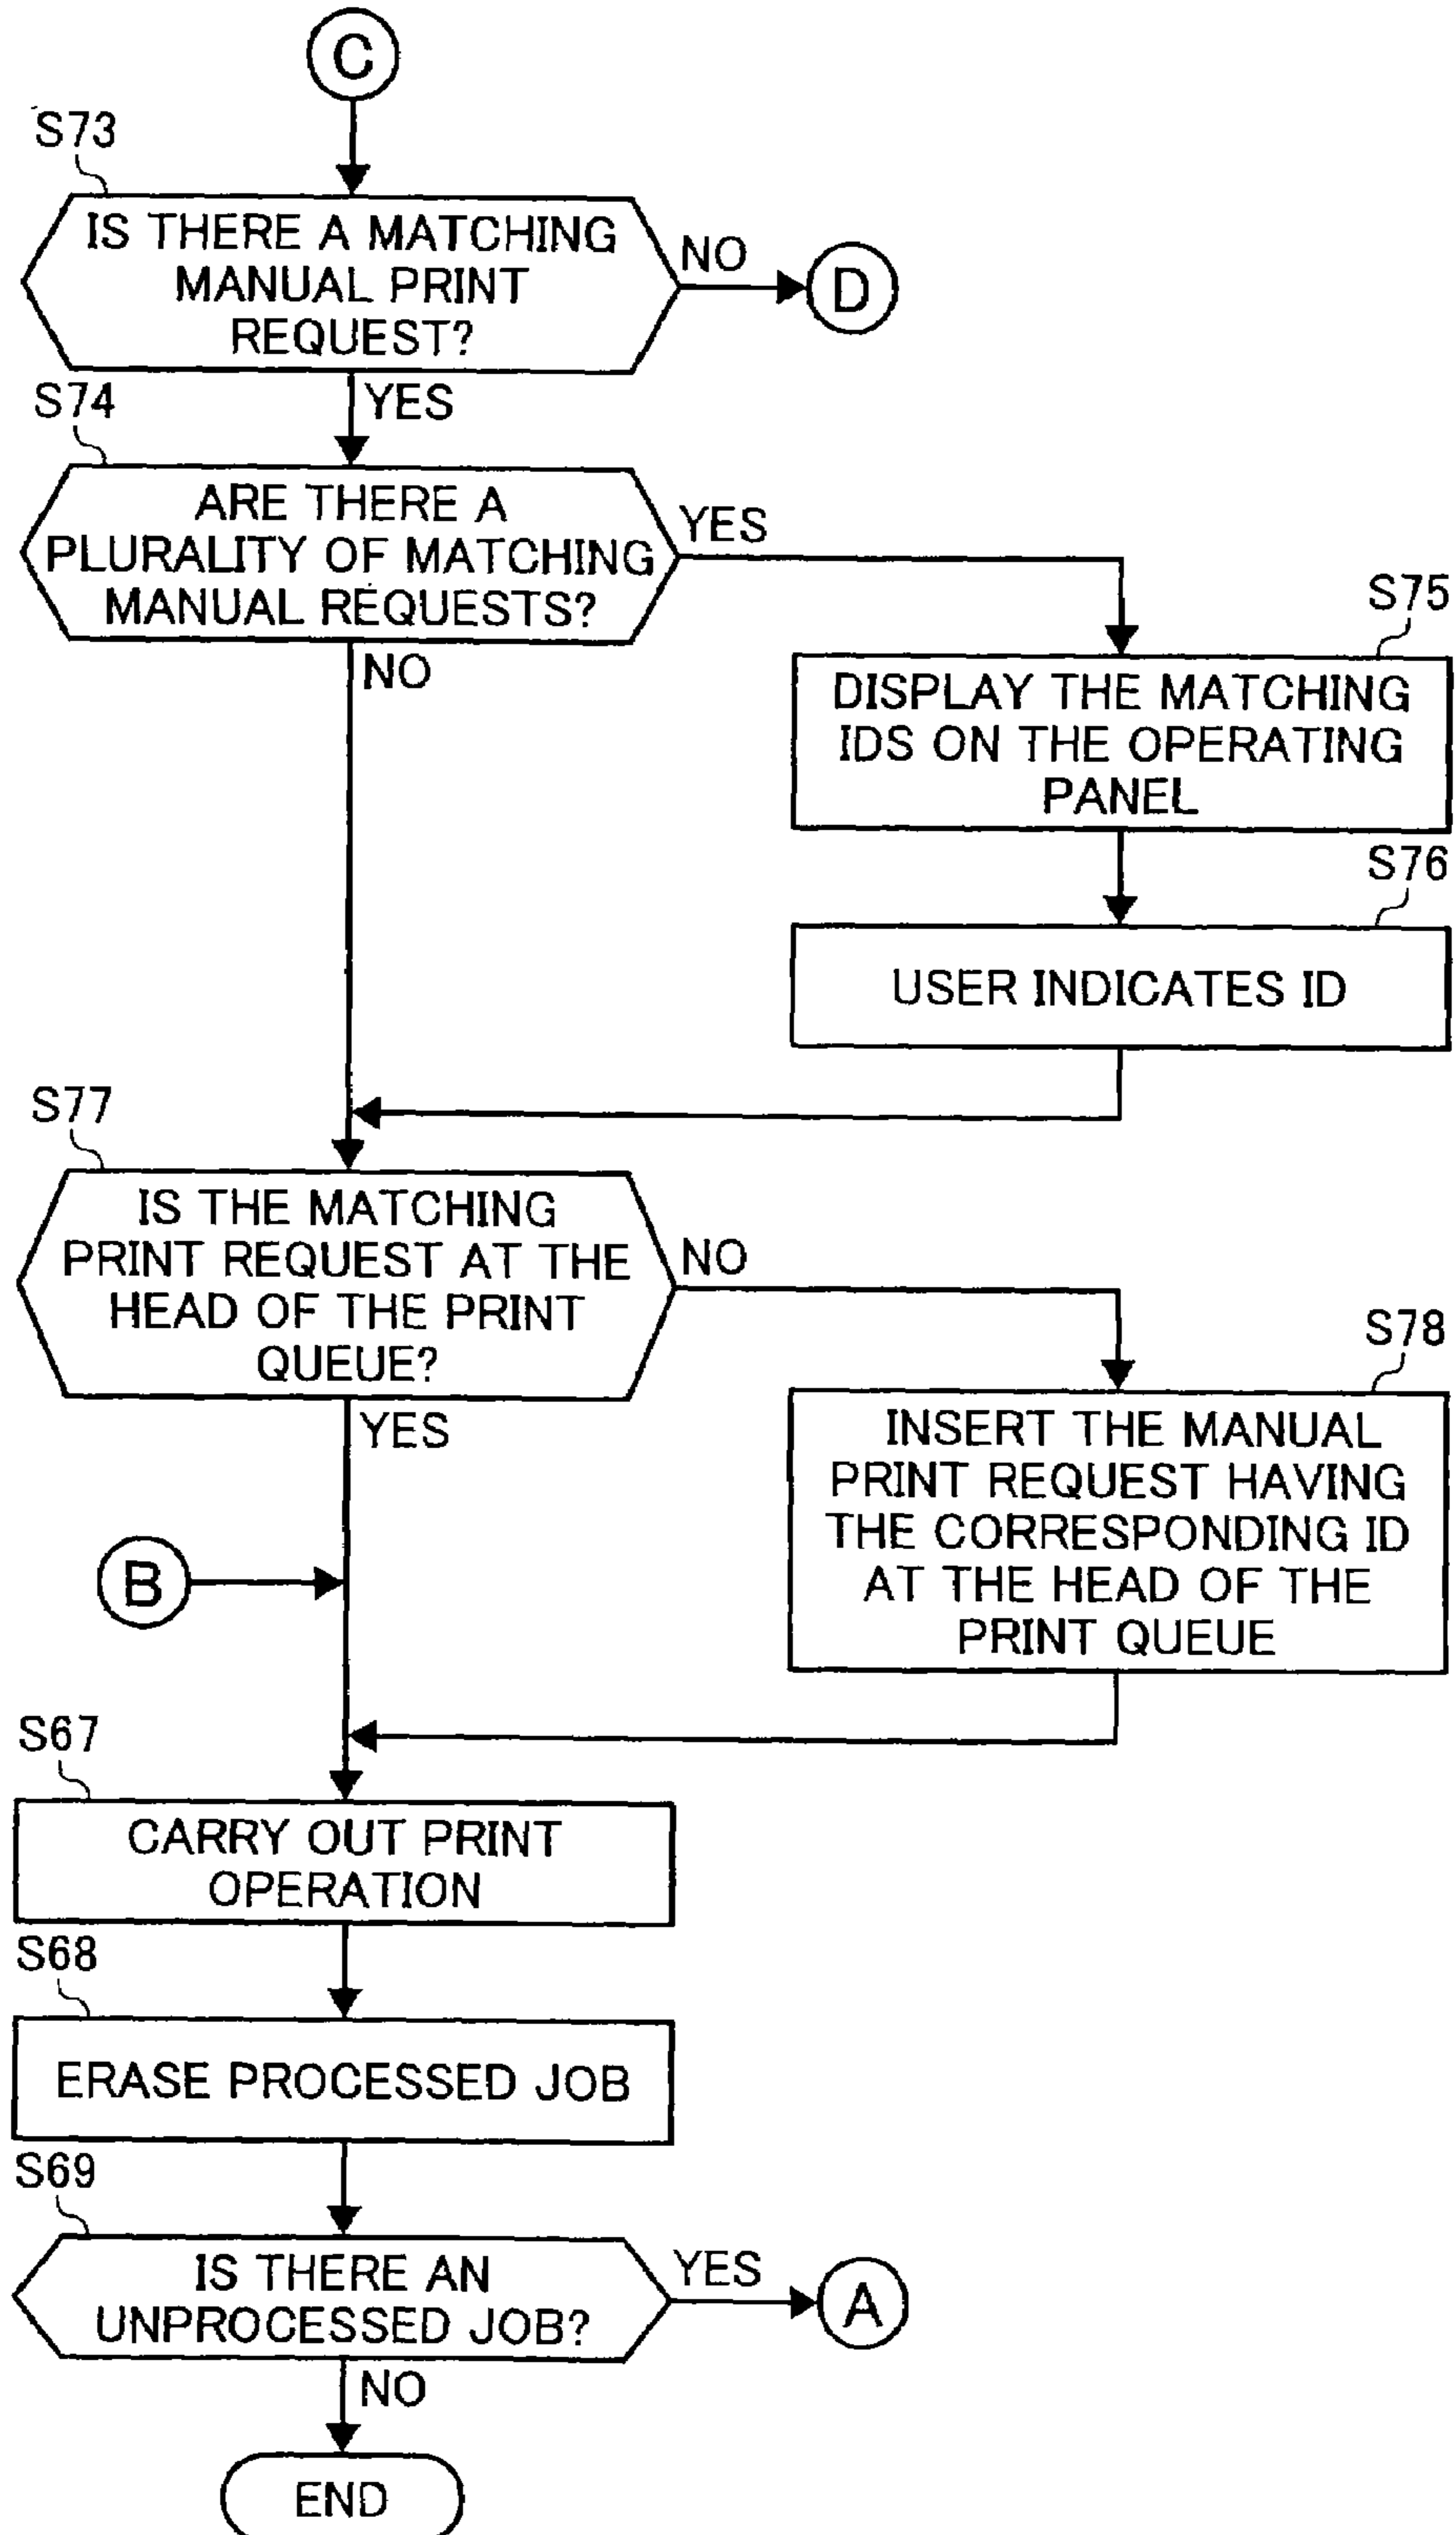 C
S73
IS THERE A MATCHING
MANUAL PRINT
REQUEST?
NO
D
YES
S74
ARE THERE A
PLURALITY OF MATCHING
MANUAL REQUESTS?
YES
NO
S75
DISPLAY THE MATCHING
IDS ON THE OPERATING
PANEL
S76
USER INDICATES ID
S77
IS THE MATCHING
PRINT REQUEST AT THE
HEAD OF THE PRINT
QUEUE?
NO
YES
S78
INSERT THE MANUAL
PRINT REQUEST HAVING
THE CORRESPONDING ID
AT THE HEAD OF THE
PRINT QUEUE
B
S67
CARRY OUT PRINT
OPERATION
S68
ERASE PROCESSED JOB
S69
IS THERE AN
UNPROCESSED JOB?
YES
A
NO
END